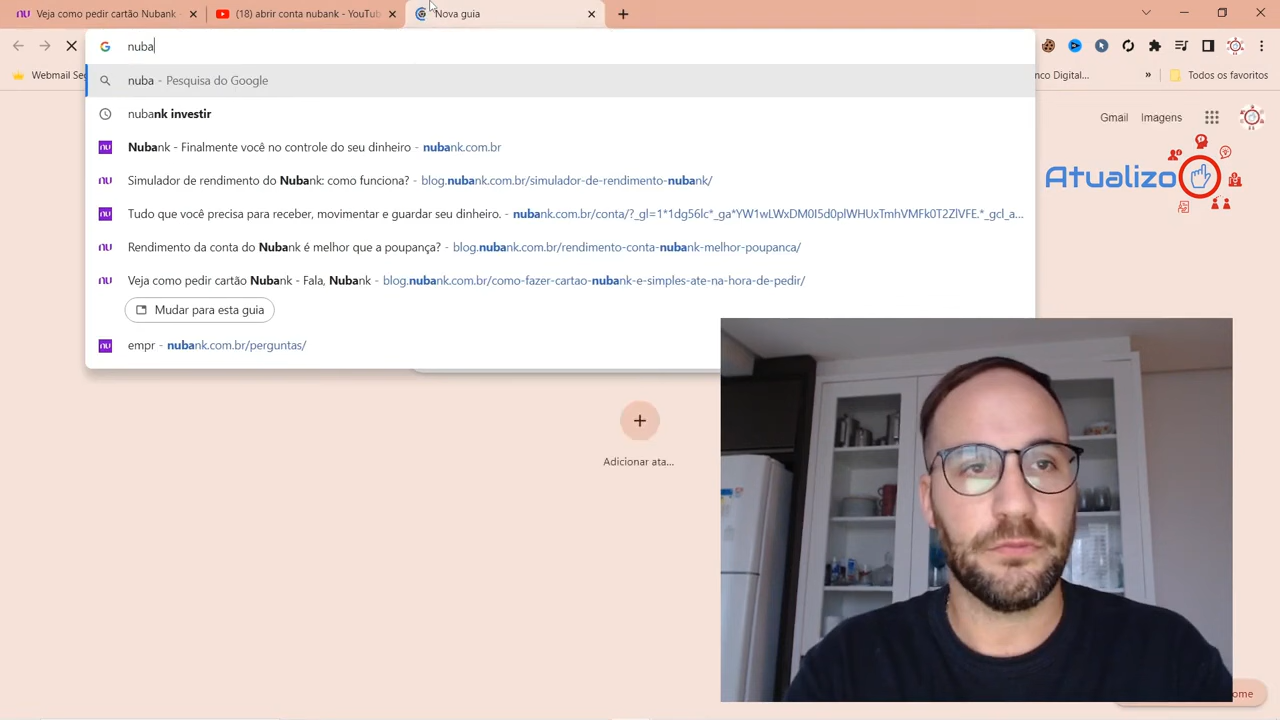 Veja como pedir cartão Nubank
(18) abrir conta nubank - YouTub
Nova guia
nuba
Webmail Se
nco Digital...
»
Todos os favoritos
nuba - Pesquisa do Google
nubank investir
Nubank - Finalmente você no controle do seu dinheiro - nubank.com.br
Simulador de rendimento do Nubank: como funciona? - blog.nubank.com.br/simulador-de-rendimento-nubank/
Tudo que você precisa para receber, movimentar e guardar seu dinheiro. - nubank.com.br/conta/?_gl=1*1dg56lc*_ga*YW1wLWxDM0I5d0plWHUxTmhVMFk0T2ZlVFE.*_gcl_a...
Rendimento da conta do Nubank é melhor que a poupança? - blog.nubank.com.br/rendimento-conta-nubank-melhor-poupanca/
Veja como pedir cartão Nubank - Fala, Nubank - blog.nubank.com.br/como-fazer-cartao-nubank-e-simples-ate-na-hora-de-pedir/
Mudar para esta guia
empr - nubank.com.br/perguntas/
Gmail
Imagens
Atualizo
Adicionar ata...
ome